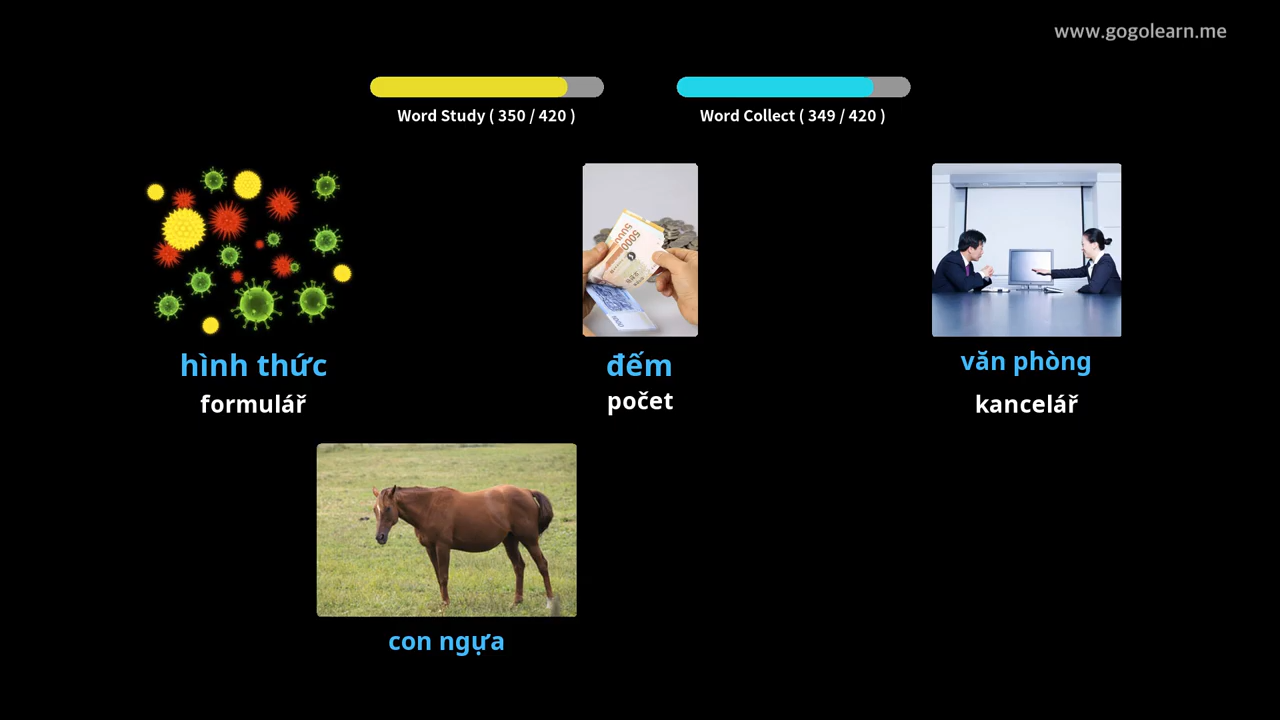 www.gogolearn.me
Word Study ( 350 / 420 )
Word Collect ( 349 / 420 )
hình thức
formulář
đếm
počet
văn phòng
kancelář
con ngựa